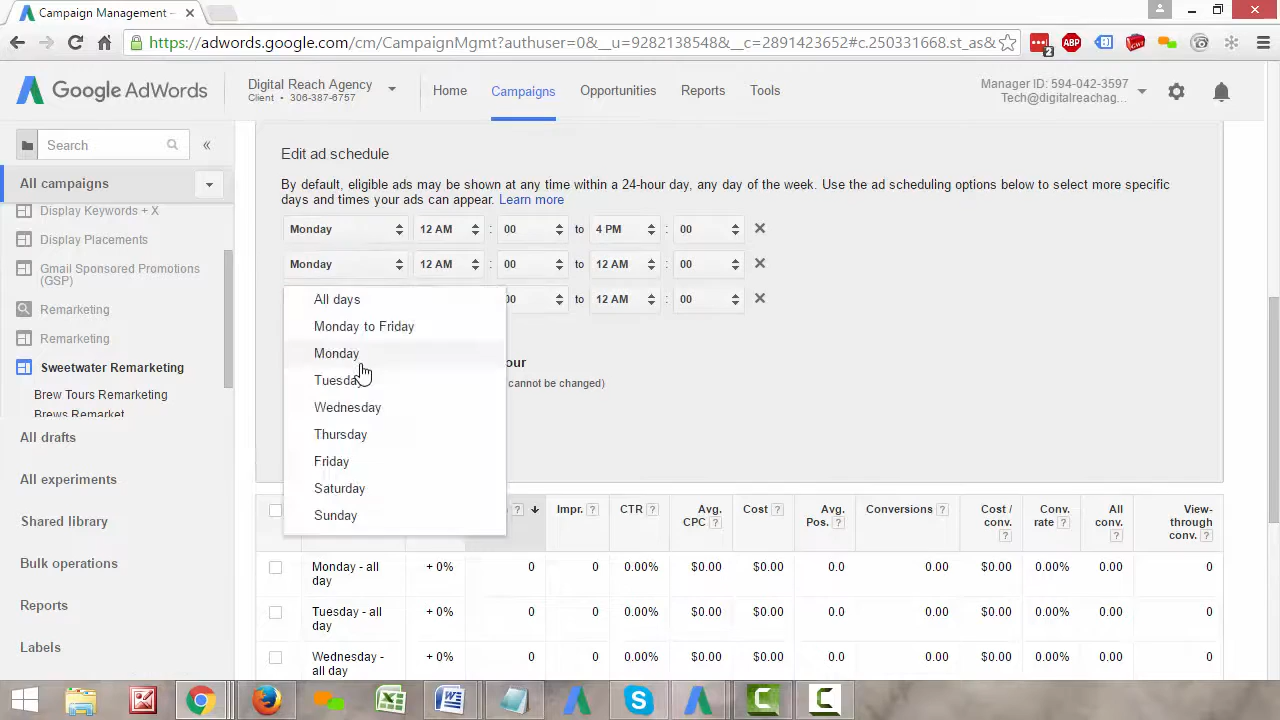 Campaign Management –
https://adwords.google.com/cm/CampaignMgmt?authuser=0&__u=9282138548&__c=2891423652#c.250331668.st_as&
2
ABP
Google AdWords
Digital Reach Agency
Client - 306-387-6757
Home
Campaigns
Opportunities
Reports
Tools
Manager ID: 594-042-3597
Tech@digitalreachag...
Search
«
All campaigns
Display Keywords + X
Display Placements
Gmail Sponsored Promotions
(GSP)
Remarketing
Remarketing
Sweetwater Remarketing
Brew Tours Remarketing
Brews Remarket
All drafts
All experiments
Shared library
Bulk operations
Reports
Labels
Edit ad schedule
By default, eligible ads may be shown at any time within a 24-hour day, any day of the week. Use the ad scheduling options below to select more specific
days and times your ads can appear. Learn more
Monday 12 AM : 00 to 4 PM : 00
Monday 12 AM : 00 to 12 AM : 00
00 to 12 AM : 00
All days
Monday to Friday
Monday
Tuesday
Wednesday
Thursday
Friday
Saturday
Sunday
our
cannot be changed)
? Impr. ? CTR ? Avg. CPC ? Cost ? Avg. Pos. ? Conversions ? Cost / conv. ? Conv. rate ? All conv. ? View-through conv. ?
Monday - all day + 0% 0 0 0.00% $0.00 $0.00 0.0 0.00 $0.00 0.00% 0.00 0
Tuesday - all day + 0% 0 0 0.00% $0.00 $0.00 0.0 0.00 $0.00 0.00% 0.00 0
Wednesday - all day + 0% 0 0 0.00% $0.00 $0.00 0.0 0.00 $0.00 0.00% 0.00 0